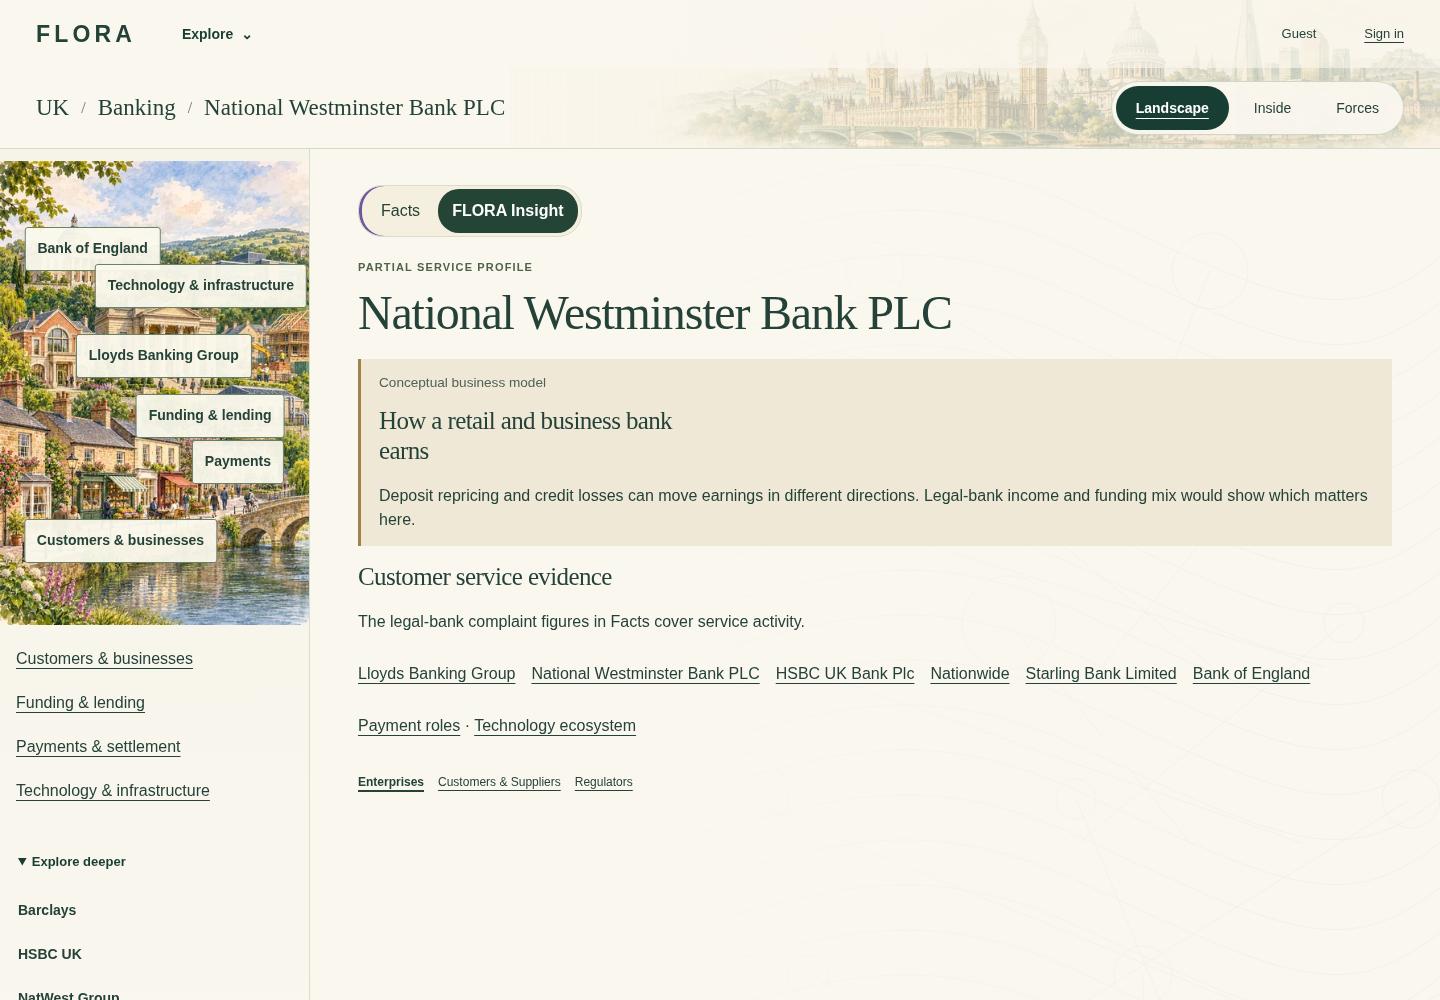 FLORA
Explore
Guest
Sign in
UK / Banking / National Westminster Bank PLC
Landscape
Inside
Forces
Bank of England
Technology & infrastructure
Lloyds Banking Group
Funding & lending
Payments
Customers & businesses
Customers & businesses
Funding & lending
Payments & settlement
Technology & infrastructure
Explore deeper
Barclays
HSBC UK
NatWest Group
Facts
FLORA Insight
PARTIAL SERVICE PROFILE
National Westminster Bank PLC
Conceptual business model
How a retail and business bank
earns
Deposit repricing and credit losses can move earnings in different directions. Legal-bank income and funding mix would show which matters
here.
Customer service evidence
The legal-bank complaint figures in Facts cover service activity.
Lloyds Banking Group National Westminster Bank PLC HSBC UK Bank Plc Nationwide Starling Bank Limited Bank of England
Payment roles · Technology ecosystem
Enterprises Customers & Suppliers Regulators